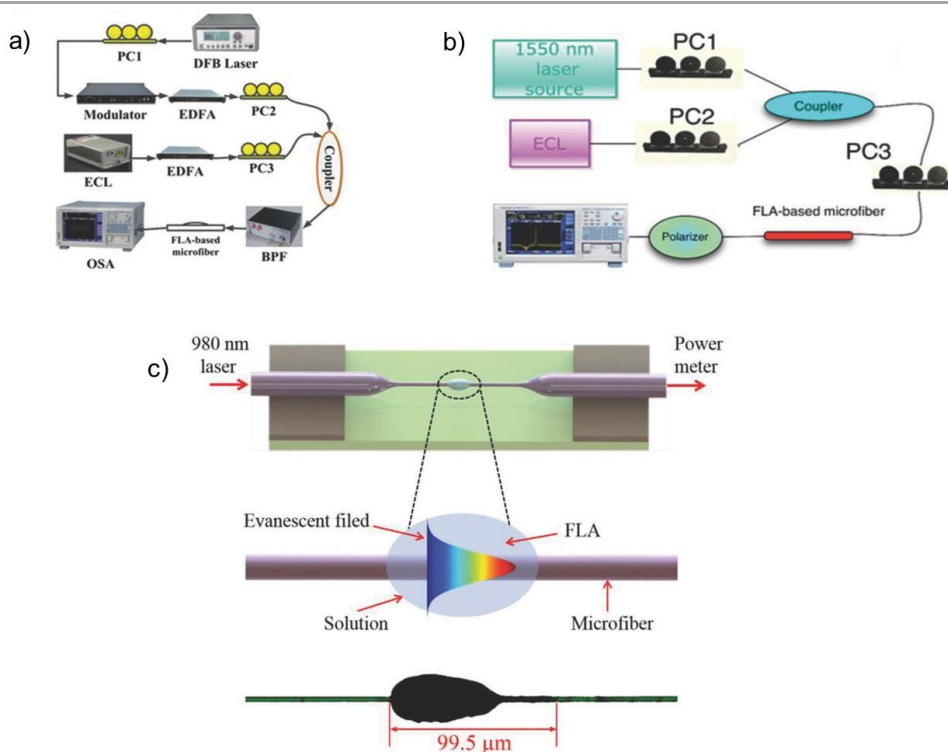 a)
PC1
DFB Laser
Modulator
EDFA
PC2
ECL
EDFA
PC3
Coupler
OSA
FLA-based
microfiber
BPF
b)
1550 nm
laser
source
PC1
ECL
PC2
Coupler
PC3
FLA-based microfiber
Polarizer
c)
980 nm
laser
Power
meter
Evanescent filed
FLA
Solution
Microfiber
99.5 μm